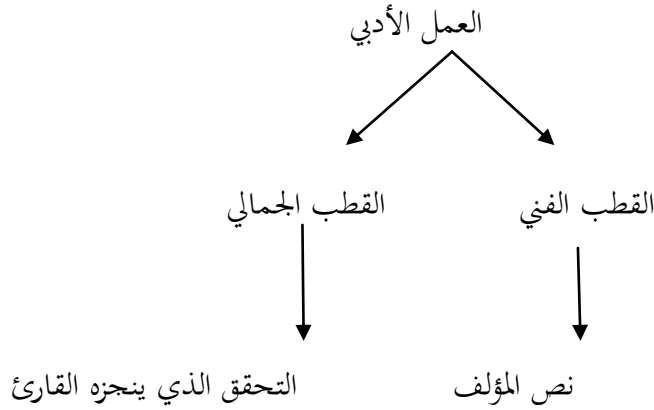 العمل الأدبي
القطب الفني
القطب الجمالي
نص المؤلف
التحقق الذي ينجزه القارئ